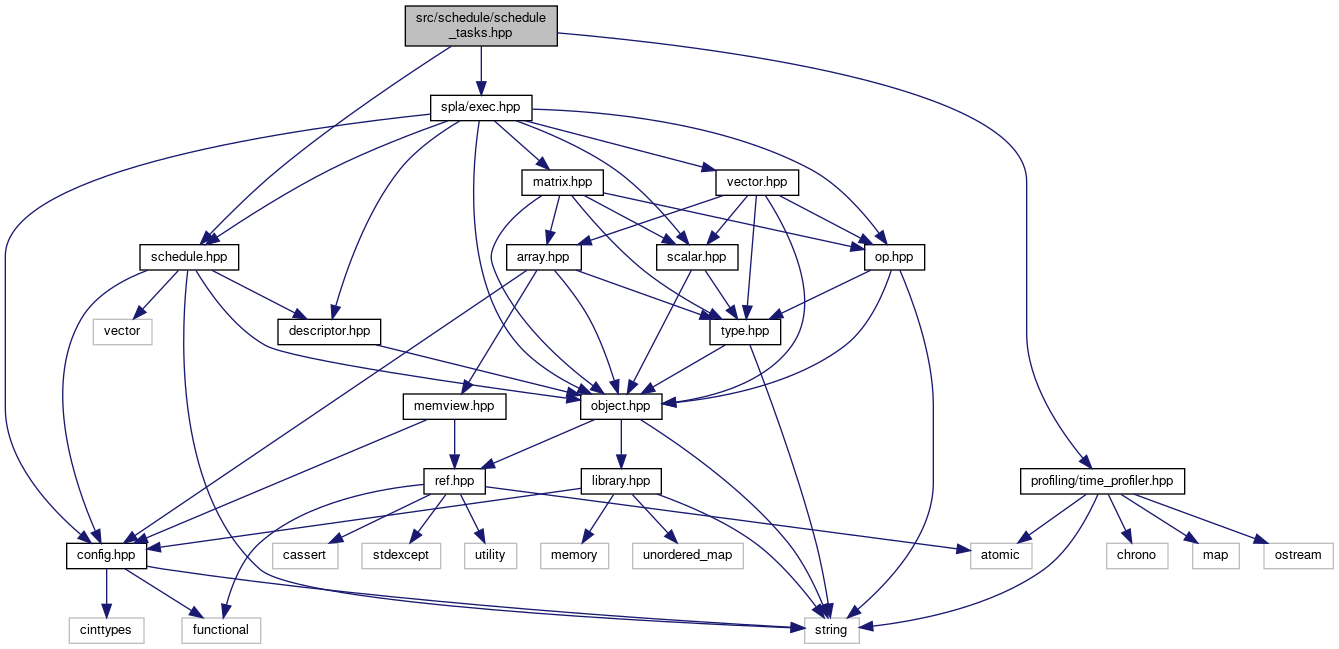 src/schedule/schedule
_tasks.hpp
spla/exec.hpp
matrix.hpp
vector.hpp
schedule.hpp
array.hpp
scalar.hpp
op.hpp
vector
descriptor.hpp
type.hpp
memview.hpp
object.hpp
ref.hpp
library.hpp
profiling/time_profiler.hpp
config.hpp
cassert
stdexcept
utility
memory
unordered_map
atomic
chrono
map
ostream
cinttypes
functional
string